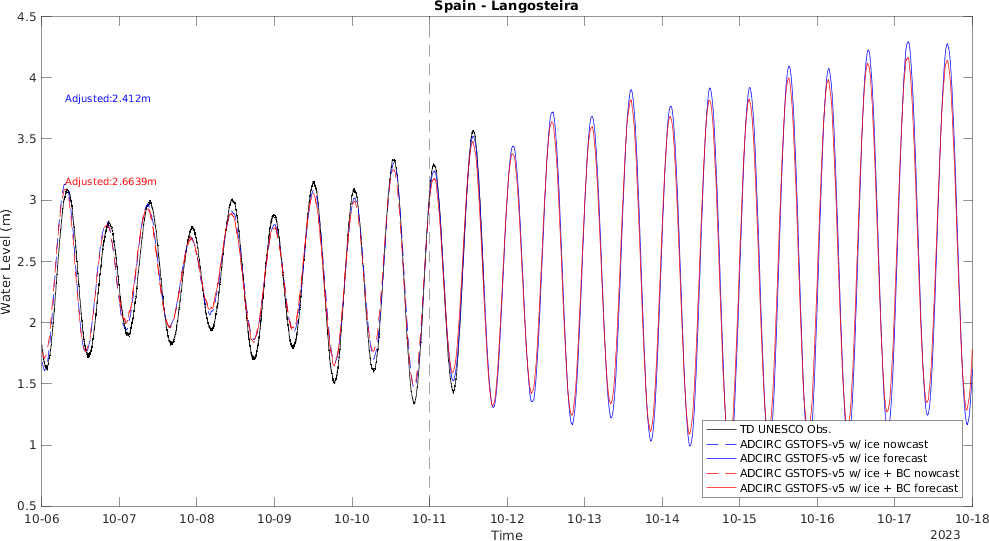 Spain - Langosteira
4.5
4
3.5
3
2.5
2
1.5
1
0.5
Water Level (m)
Adjusted:2.412m
Adjusted:2.6639m
TD UNESCO Obs.
ADCIRC GSTOFS-v5 w/ ice nowcast
ADCIRC GSTOFS-v5 w/ ice forecast
ADCIRC GSTOFS-v5 w/ ice + BC nowcast
ADCIRC GSTOFS-v5 w/ ice + BC forecast
10-06 10-07 10-08 10-09 10-10 10-11 10-12 10-13 10-14 10-15 10-16 10-17 10-18
Time
2023